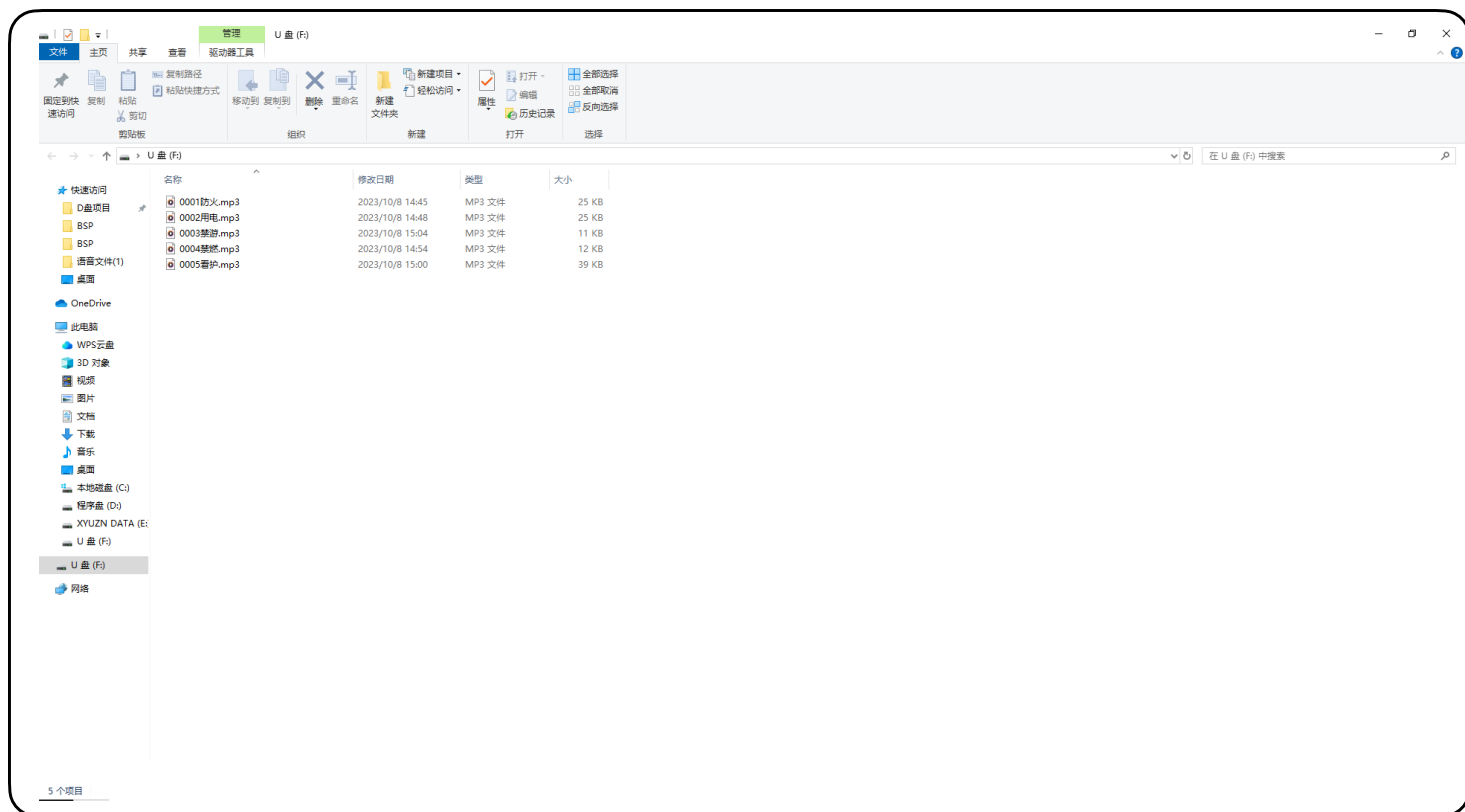 管理
U 盘 (F:)
文件
主页
共享
查看
驱动器工具
固定到快
速访问
复制
粘贴
复制路径
粘贴快捷方式
剪切
剪贴板
移动到
复制到
删除
重命名
组织
新建
文件夹
新建项目
轻松访问
新建
属性
打开
编辑
历史记录
打开
全部选择
全部取消
反向选择
选择
U 盘 (F:)
在 U 盘 (F:) 中搜索
名称 修改日期 类型 大小
0001防火.mp3 2023/10/8 14:45 MP3 文件 25 KB
0002用电.mp3 2023/10/8 14:48 MP3 文件 25 KB
0003禁游.mp3 2023/10/8 15:04 MP3 文件 11 KB
0004禁燃.mp3 2023/10/8 14:54 MP3 文件 12 KB
0005看护.mp3 2023/10/8 15:00 MP3 文件 39 KB
快速访问
D盘项目
BSP
BSP
语音文件(1)
桌面
OneDrive
此电脑
WPS云盘
3D 对象
视频
图片
文档
下载
音乐
桌面
本地磁盘 (C:)
程序盘 (D:)
XYUZN DATA (E:
U 盘 (F:)
U 盘 (F:)
网络
5 个项目